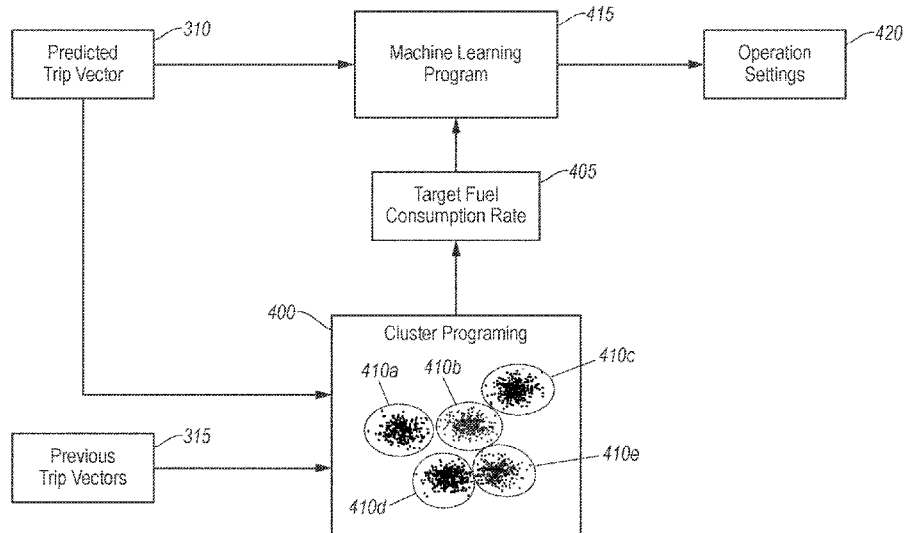 310
Predicted
Trip Vector
415
Machine Learning
Program
420
Operation
Settings
405
Target Fuel
Consumption Rate
400
Cluster Programing
410a
410b
410c
410d
410e
315
Previous
Trip Vectors